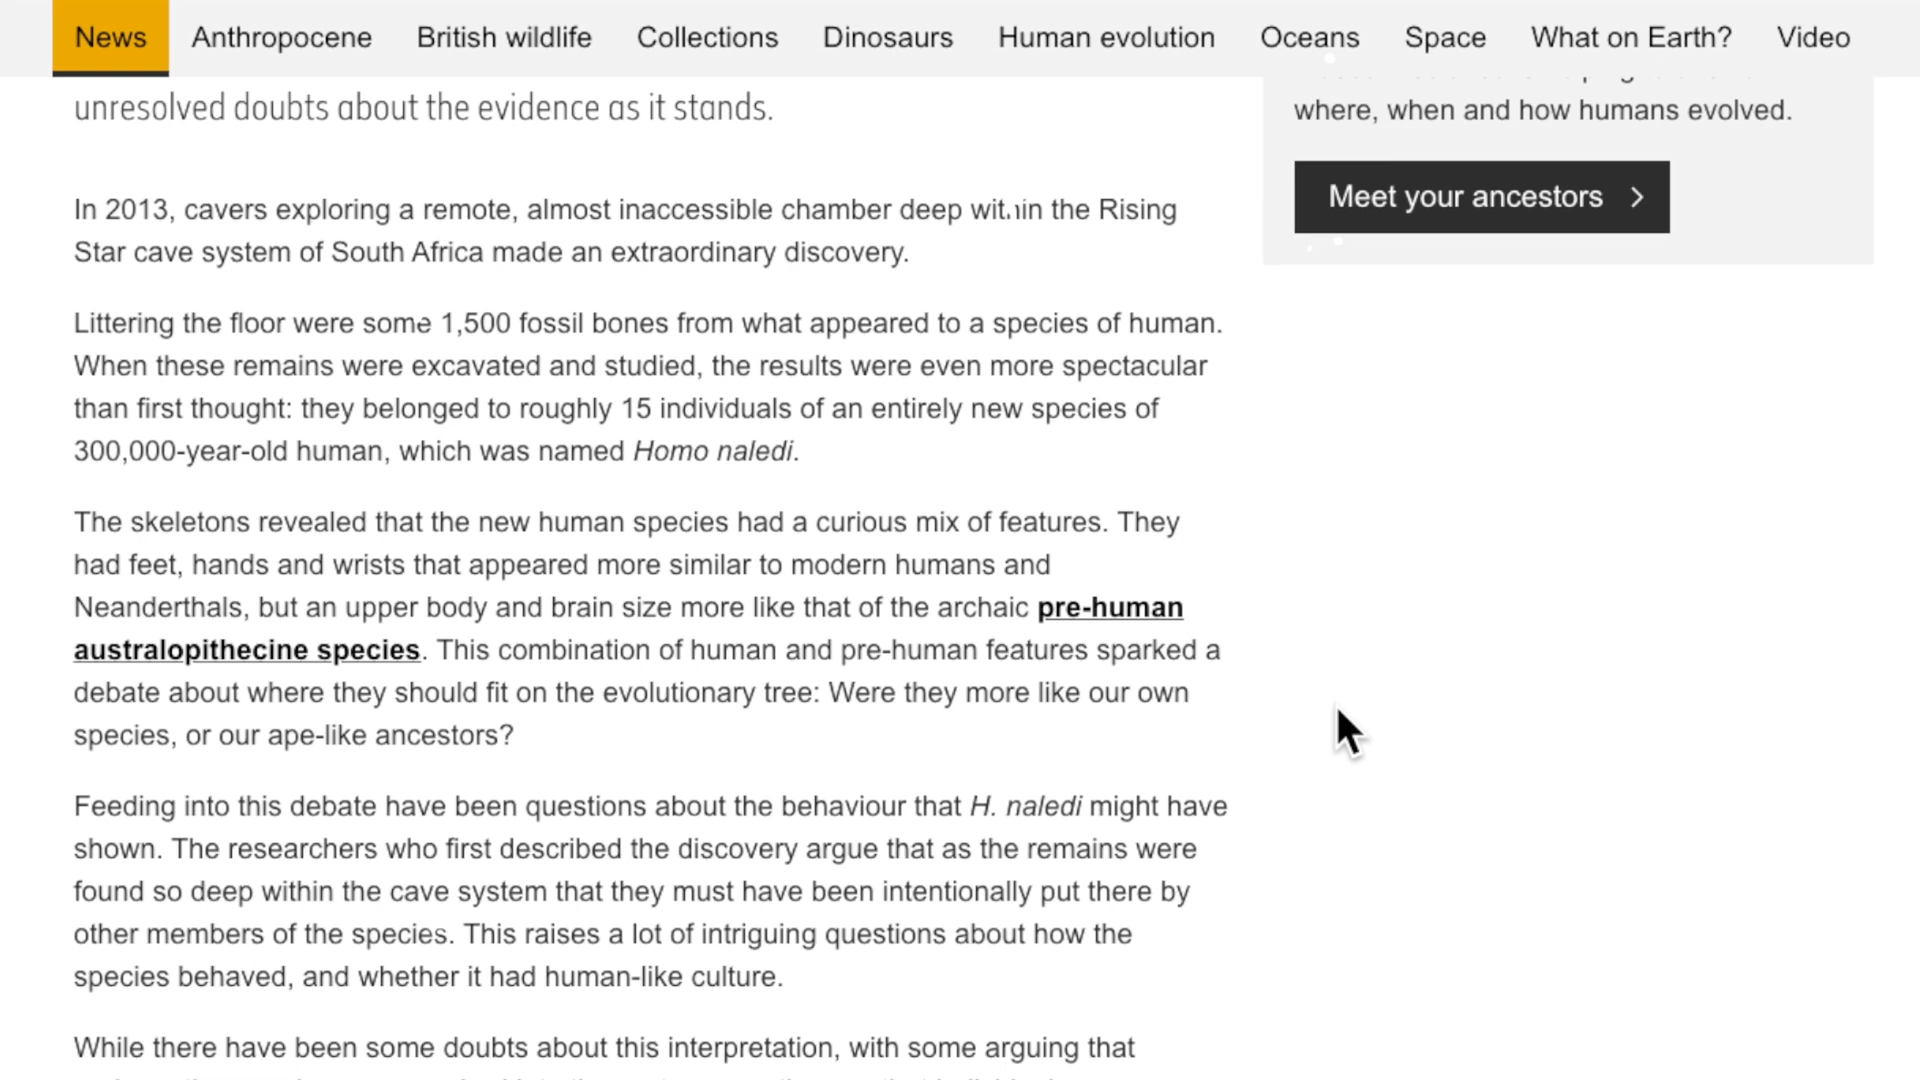 News Anthropocene British wildlife Collections Dinosaurs Human evolution Oceans Space What on Earth? Video
unresolved doubts about the evidence as it stands.
where, when and how humans evolved.
Meet your ancestors
In 2013, cavers exploring a remote, almost inaccessible chamber deep within the Rising
Star cave system of South Africa made an extraordinary discovery.
Littering the floor were some 1,500 fossil bones from what appeared to a species of human.
When these remains were excavated and studied, the results were even more spectacular
than first thought: they belonged to roughly 15 individuals of an entirely new species of
300,000-year-old human, which was named Homo naledi.
The skeletons revealed that the new human species had a curious mix of features. They
had feet, hands and wrists that appeared more similar to modern humans and
Neanderthals, but an upper body and brain size more like that of the archaic pre-human
australopithecine species. This combination of human and pre-human features sparked a
debate about where they should fit on the evolutionary tree: Were they more like our own
species, or our ape-like ancestors?
Feeding into this debate have been questions about the behaviour that H. naledi might have
shown. The researchers who first described the discovery argue that as the remains were
found so deep within the cave system that they must have been intentionally put there by
other members of the species. This raises a lot of intriguing questions about how the
species behaved, and whether it had human-like culture.
While there have been some doubts about this interpretation, with some arguing that